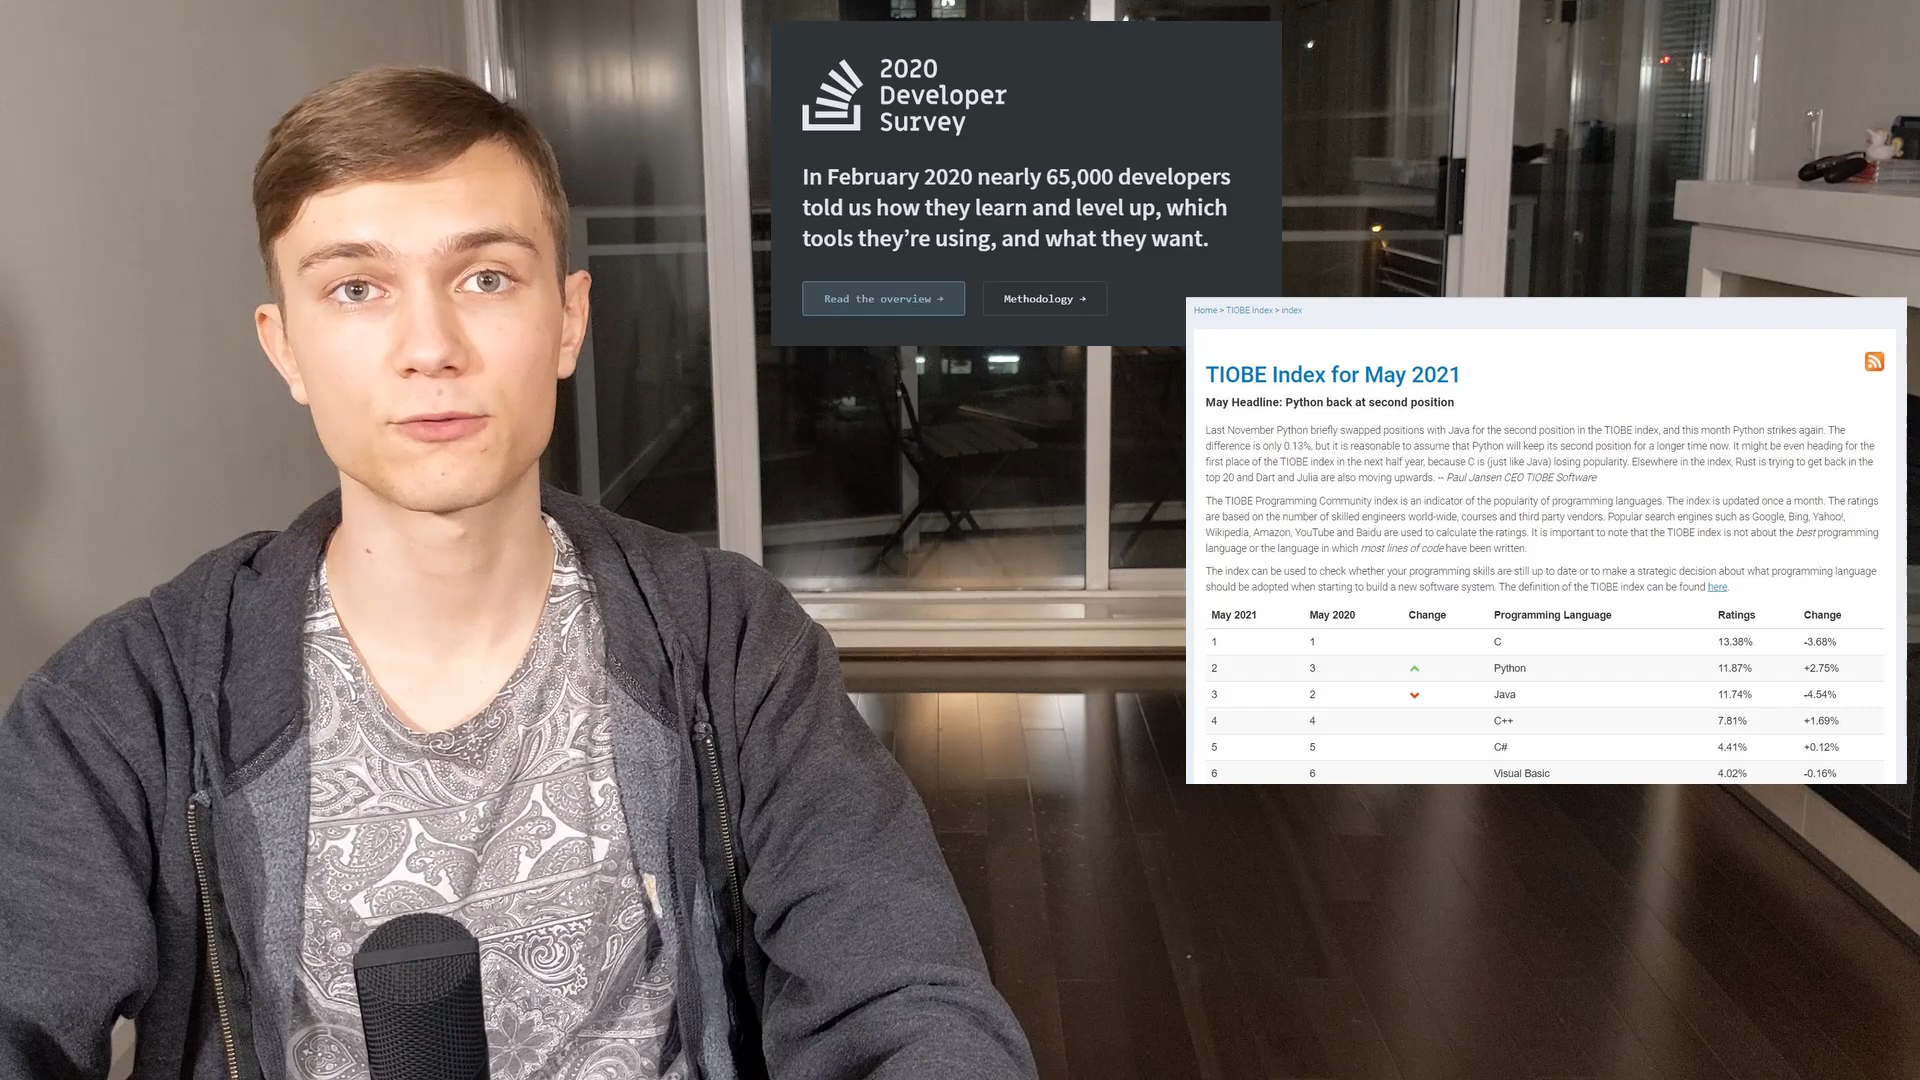 2020
Developer
Survey
In February 2020 nearly 65,000 developers
told us how they learn and level up, which
tools they're using, and what they want.
Read the overview →
Methodology →
Home > TIOBE Index > index
TIOBE Index for May 2021
May Headline: Python back at second position
Last November Python briefly swapped positions with Java for the second position in the TIOBE index, and this month Python strikes again. The
difference is only 0.13%, but it is reasonable to assume that Python will keep its second position for a longer time now. It might be even heading for the
first place of the TIOBE index in the next half year, because C is (just like Java) losing popularity. Elsewhere in the index, Rust is trying to get back in the
top 20 and Dart and Julia are also moving upwards. -- Paul Jansen CEO TIOBE Software
The TIOBE Programming Community index is an indicator of the popularity of programming languages. The index is updated once a month. The ratings
are based on the number of skilled engineers world-wide, courses and third party vendors. Popular search engines such as Google, Bing, Yahoo!,
Wikipedia, Amazon, YouTube and Baidu are used to calculate the ratings. It is important to note that the TIOBE index is not about the best programming
language or the language in which most lines of code have been written.
The index can be used to check whether your programming skills are still up to date or to make a strategic decision about what programming language
should be adopted when starting to build a new software system. The definition of the TIOBE index can be found here.
May 2021 May 2020 Change Programming Language Ratings Change
1 1 C 13.38% -3.68%
2 3 Python 11.87% +2.75%
3 2 Java 11.74% -4.54%
4 4 C++ 7.81% +1.69%
5 5 C# 4.41% +0.12%
6 6 Visual Basic 4.02% -0.16%